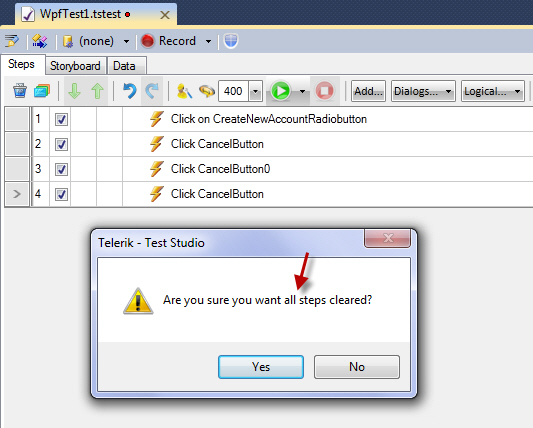 WpfTest1.tstest
(none) Record
Steps Storyboard Data
400 Add... Dialogs... Logical...
1 Click on CreateNewAccountRadiobutton
2 Click CancelButton
3 Click CancelButton0
4 Click CancelButton
Telerik - Test Studio
Are you sure you want all steps cleared?
Yes No